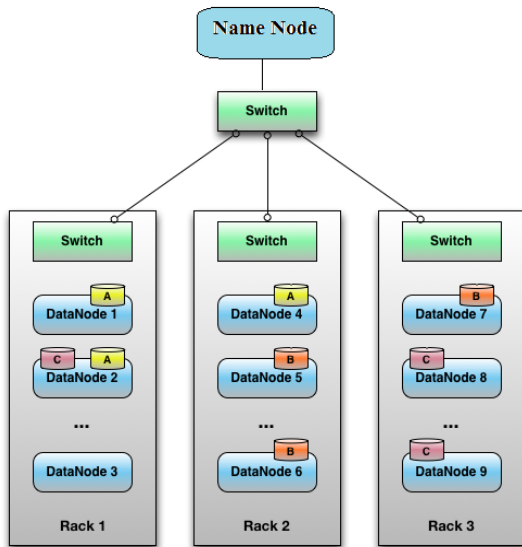 Name Node
Switch
Switch
Switch
Switch
A
A
B
DataNode 1
DataNode 4
DataNode 7
C
A
B
C
DataNode 2
DataNode 5
DataNode 8
...
...
...
B
C
DataNode 3
DataNode 6
DataNode 9
Rack 1
Rack 2
Rack 3